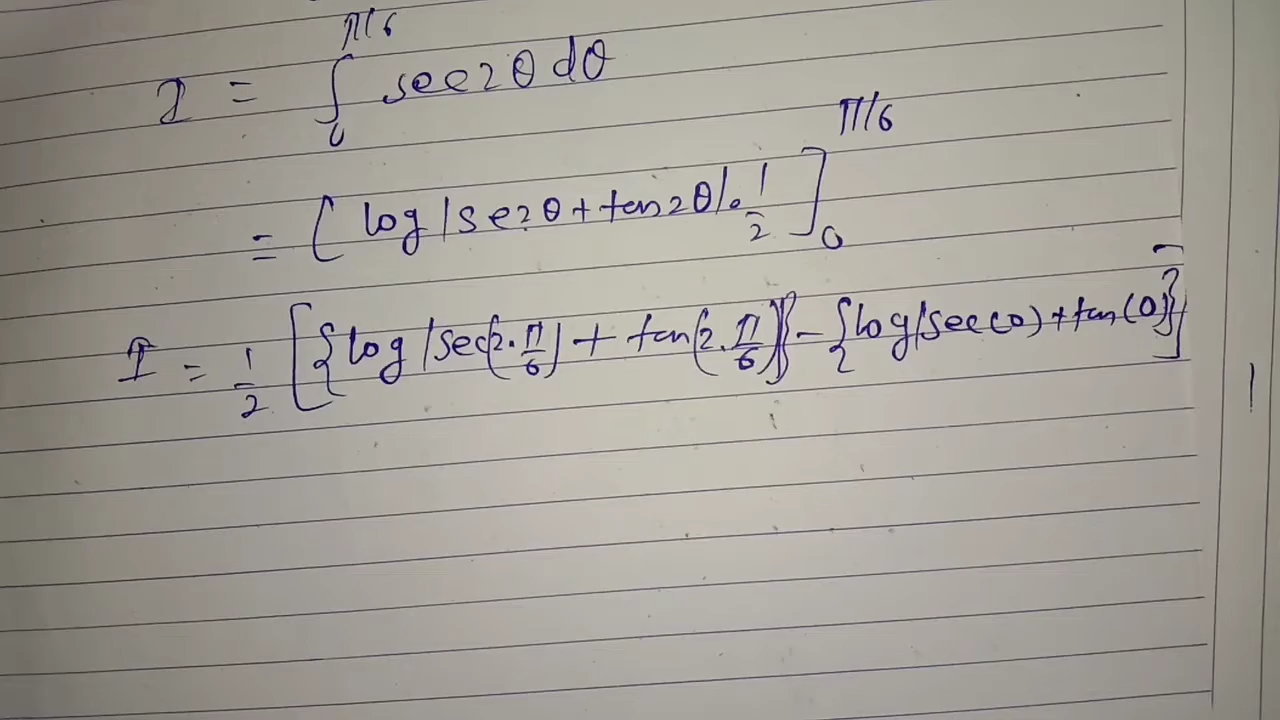 I = ∫₀^π/6 sec2θ dθ
= [log|se2θ + tan2θ|. 1/2]₀^π/6
I = 1/2 [{log|sec(2.π/6) + tan(2.π/6)|} - {log|sec(0) + tan(0)|}]